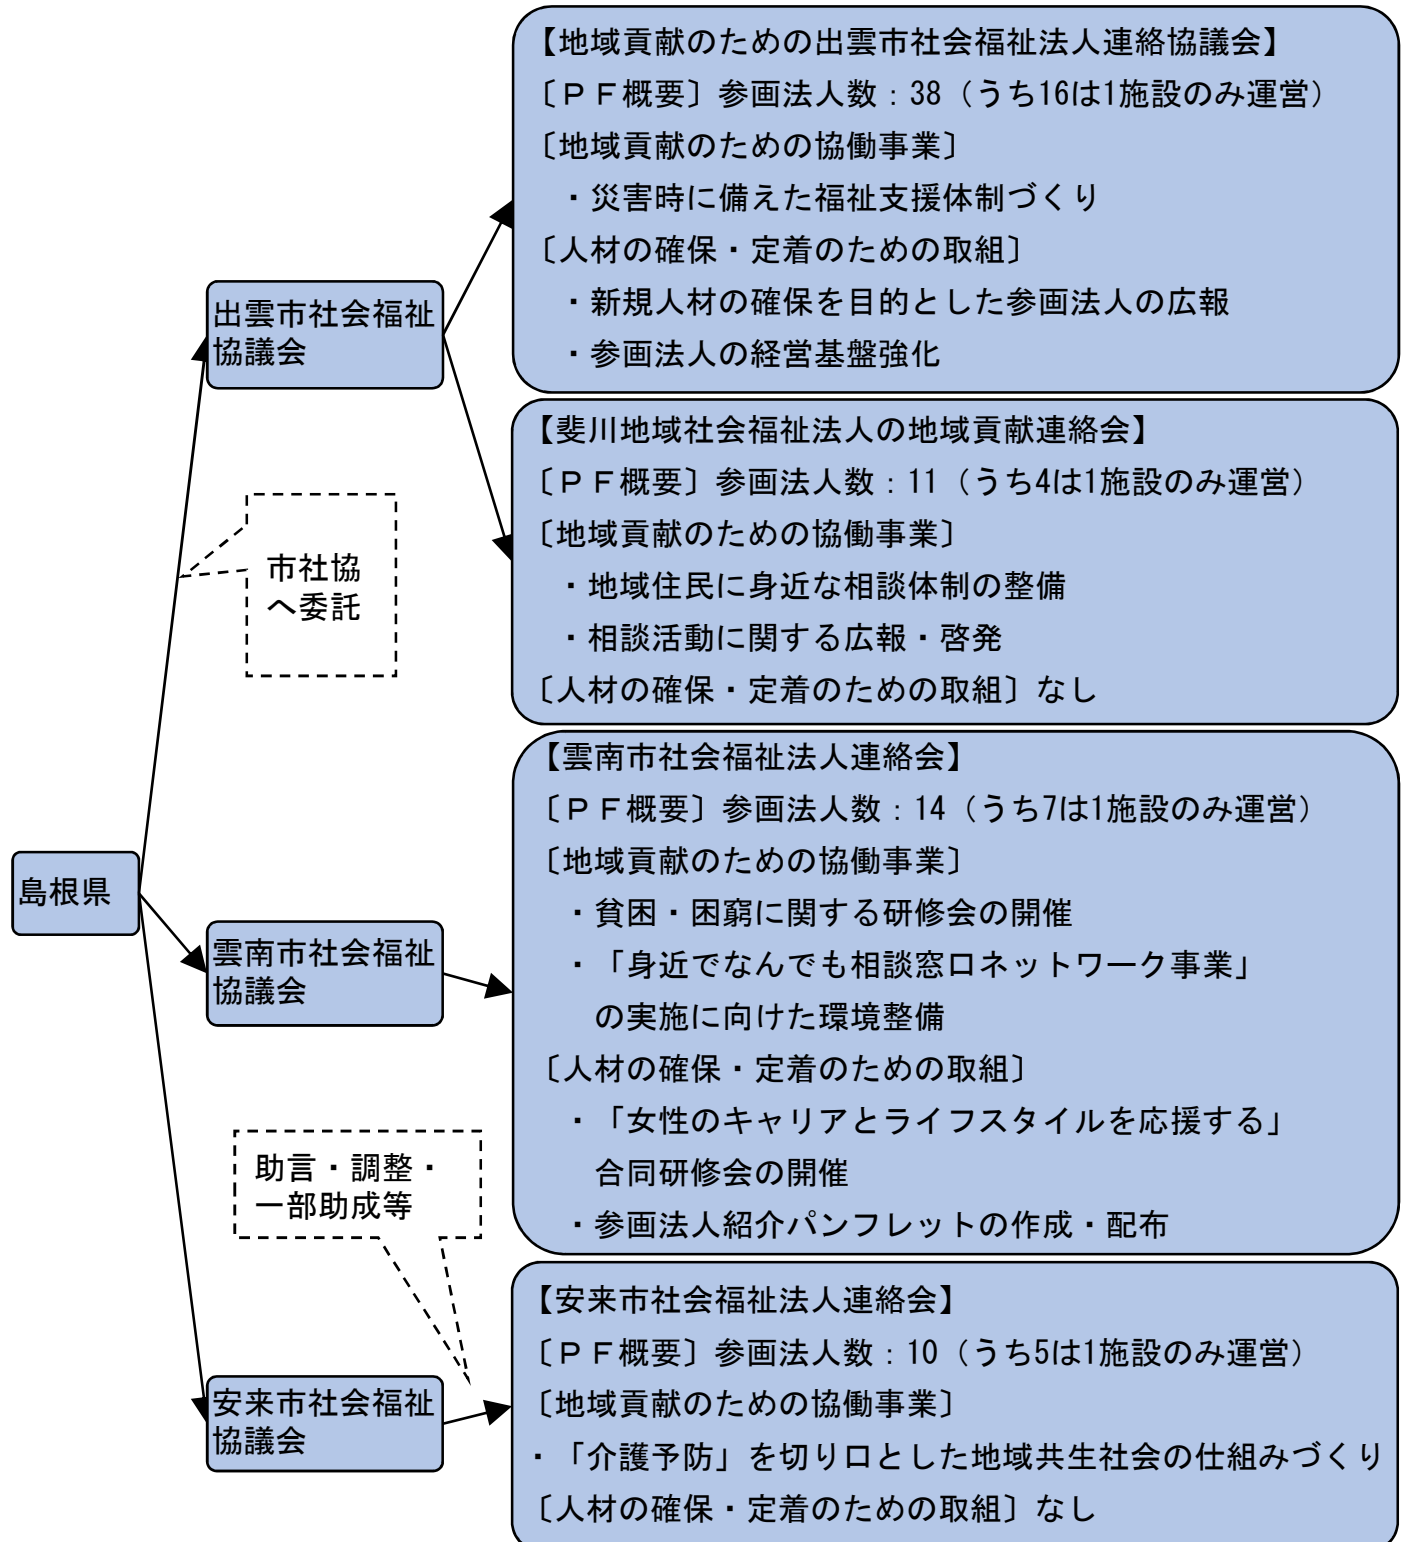 島根県
出雲市社会福祉
協議会
市社協
へ委託
雲南市社会福祉
協議会
助言・調整・
一部助成等
安来市社会福祉
協議会
【地域貢献のための出雲市社会福祉法人連絡協議会】
〔ＰＦ概要〕参画法人数：38（うち16は1施設のみ運営）
〔地域貢献のための協働事業〕
・災害時に備えた福祉支援体制づくり
〔人材の確保・定着のための取組〕
・新規人材の確保を目的とした参画法人の広報
・参画法人の経営基盤強化
【斐川地域社会福祉法人の地域貢献連絡会】
〔ＰＦ概要〕参画法人数：11（うち4は1施設のみ運営）
〔地域貢献のための協働事業〕
・地域住民に身近な相談体制の整備
・相談活動に関する広報・啓発
〔人材の確保・定着のための取組〕なし
【雲南市社会福祉法人連絡会】
〔ＰＦ概要〕参画法人数：14（うち7は1施設のみ運営）
〔地域貢献のための協働事業〕
・貧困・困窮に関する研修会の開催
・「身近でなんでも相談窓口ネットワーク事業」
の実施に向けた環境整備
〔人材の確保・定着のための取組〕
・「女性のキャリアとライフスタイルを応援する」
合同研修会の開催
・参画法人紹介パンフレットの作成・配布
【安来市社会福祉法人連絡会】
〔ＰＦ概要〕参画法人数：10（うち5は1施設のみ運営）
〔地域貢献のための協働事業〕
・「介護予防」を切り口とした地域共生社会の仕組みづくり
〔人材の確保・定着のための取組〕なし